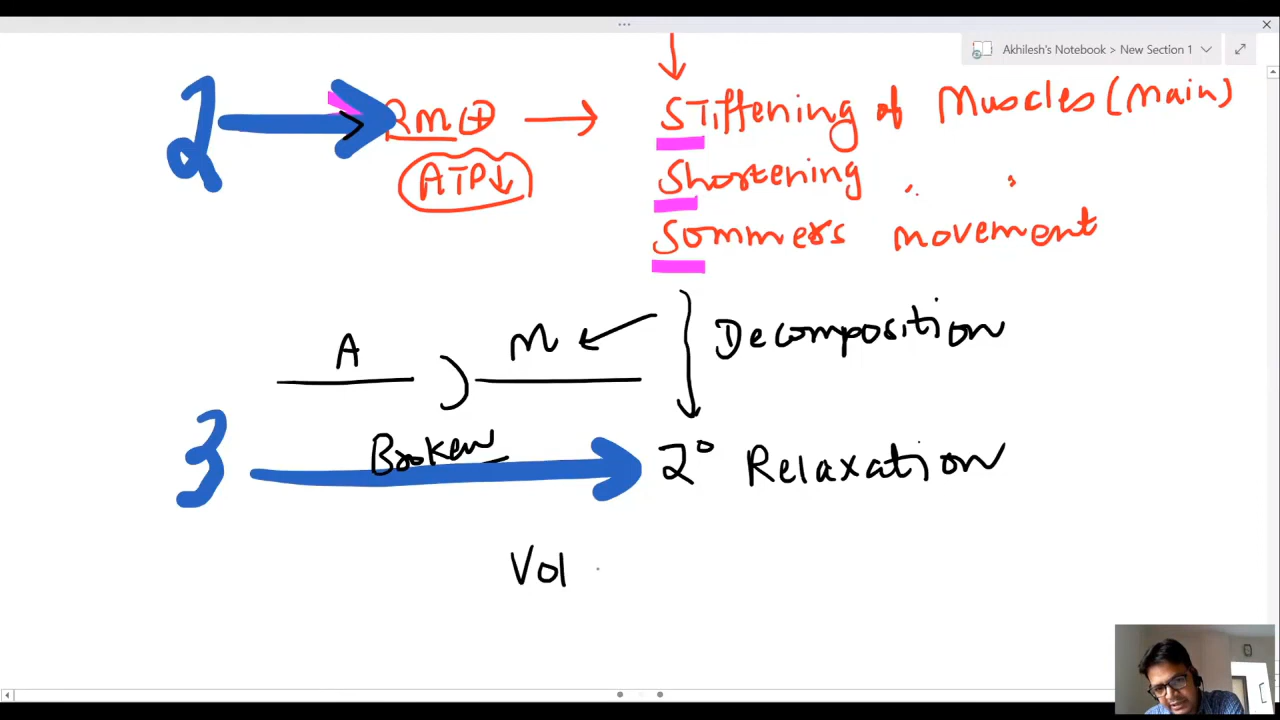 Akhilesh's Notebook > New Section 1
2
RM⊕
STiffening of Muscles (Main)
ATP↓
Shortening " "
Sommers movement
A
M
Decomposition
3
Broken
2° Relaxation
Vol